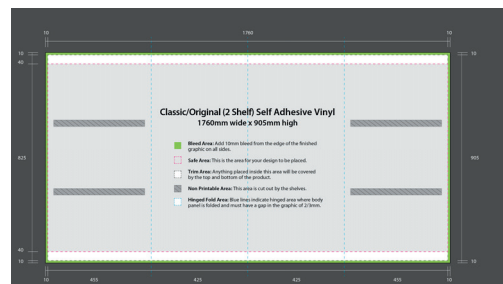 10 1760 10
10 10
40
Classic/Original (2 Shelf) Self Adhesive Vinyl
1760mm wide x 905mm high
Bleed Area: Add 10mm bleed from the edge of the finished
graphic on all sides.
825 905
Safe Area: This is the area for your design to be placed.
Trim Area: Anything placed inside this area will be covered
by the top and bottom of the product.
Non Printable Area: This area is cut out by the shelves.
Hinged Fold Area: Blue lines indicate hinged area where body
panel is folded and must have a gap in the graphic of 2/3mm.
40
10 10
10 455 425 425 455 10